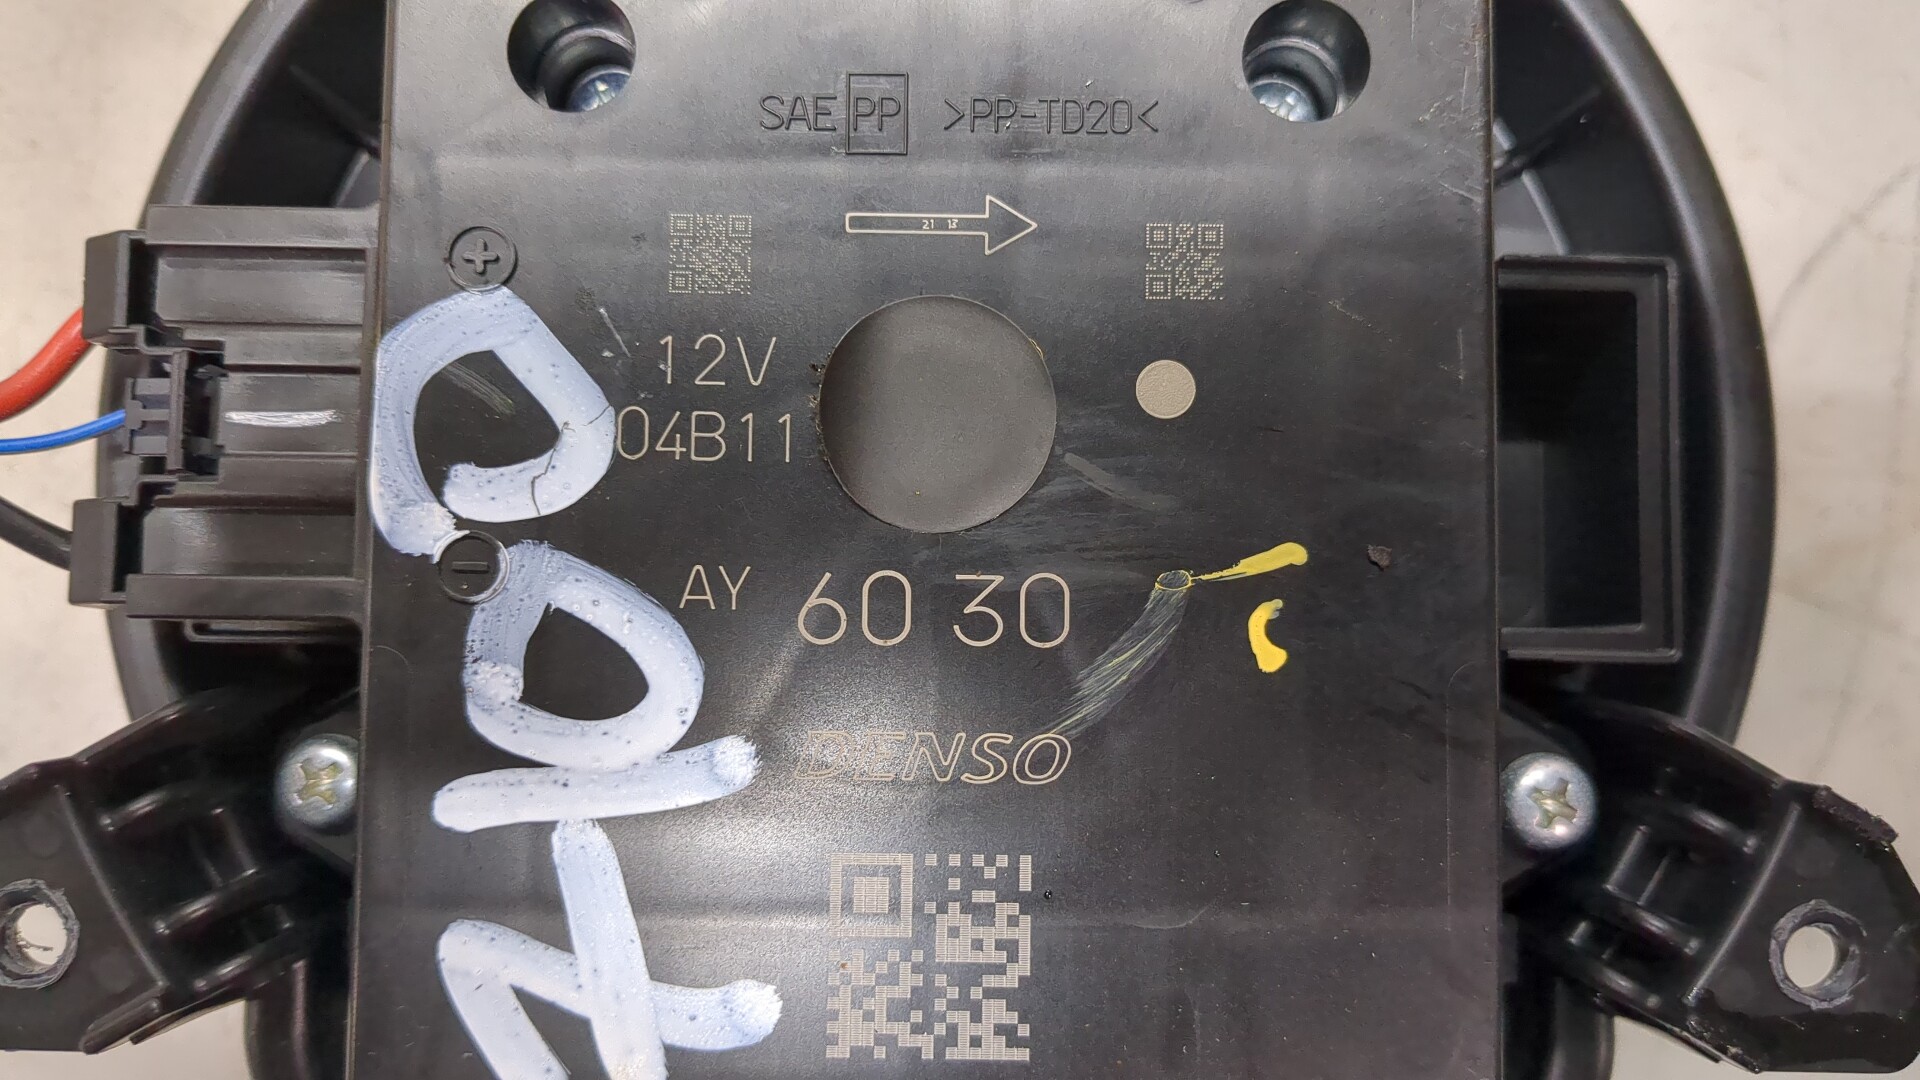 SAE PP >PP-TD20<
21 13
12V
04B11
AY 60 30
DENSO